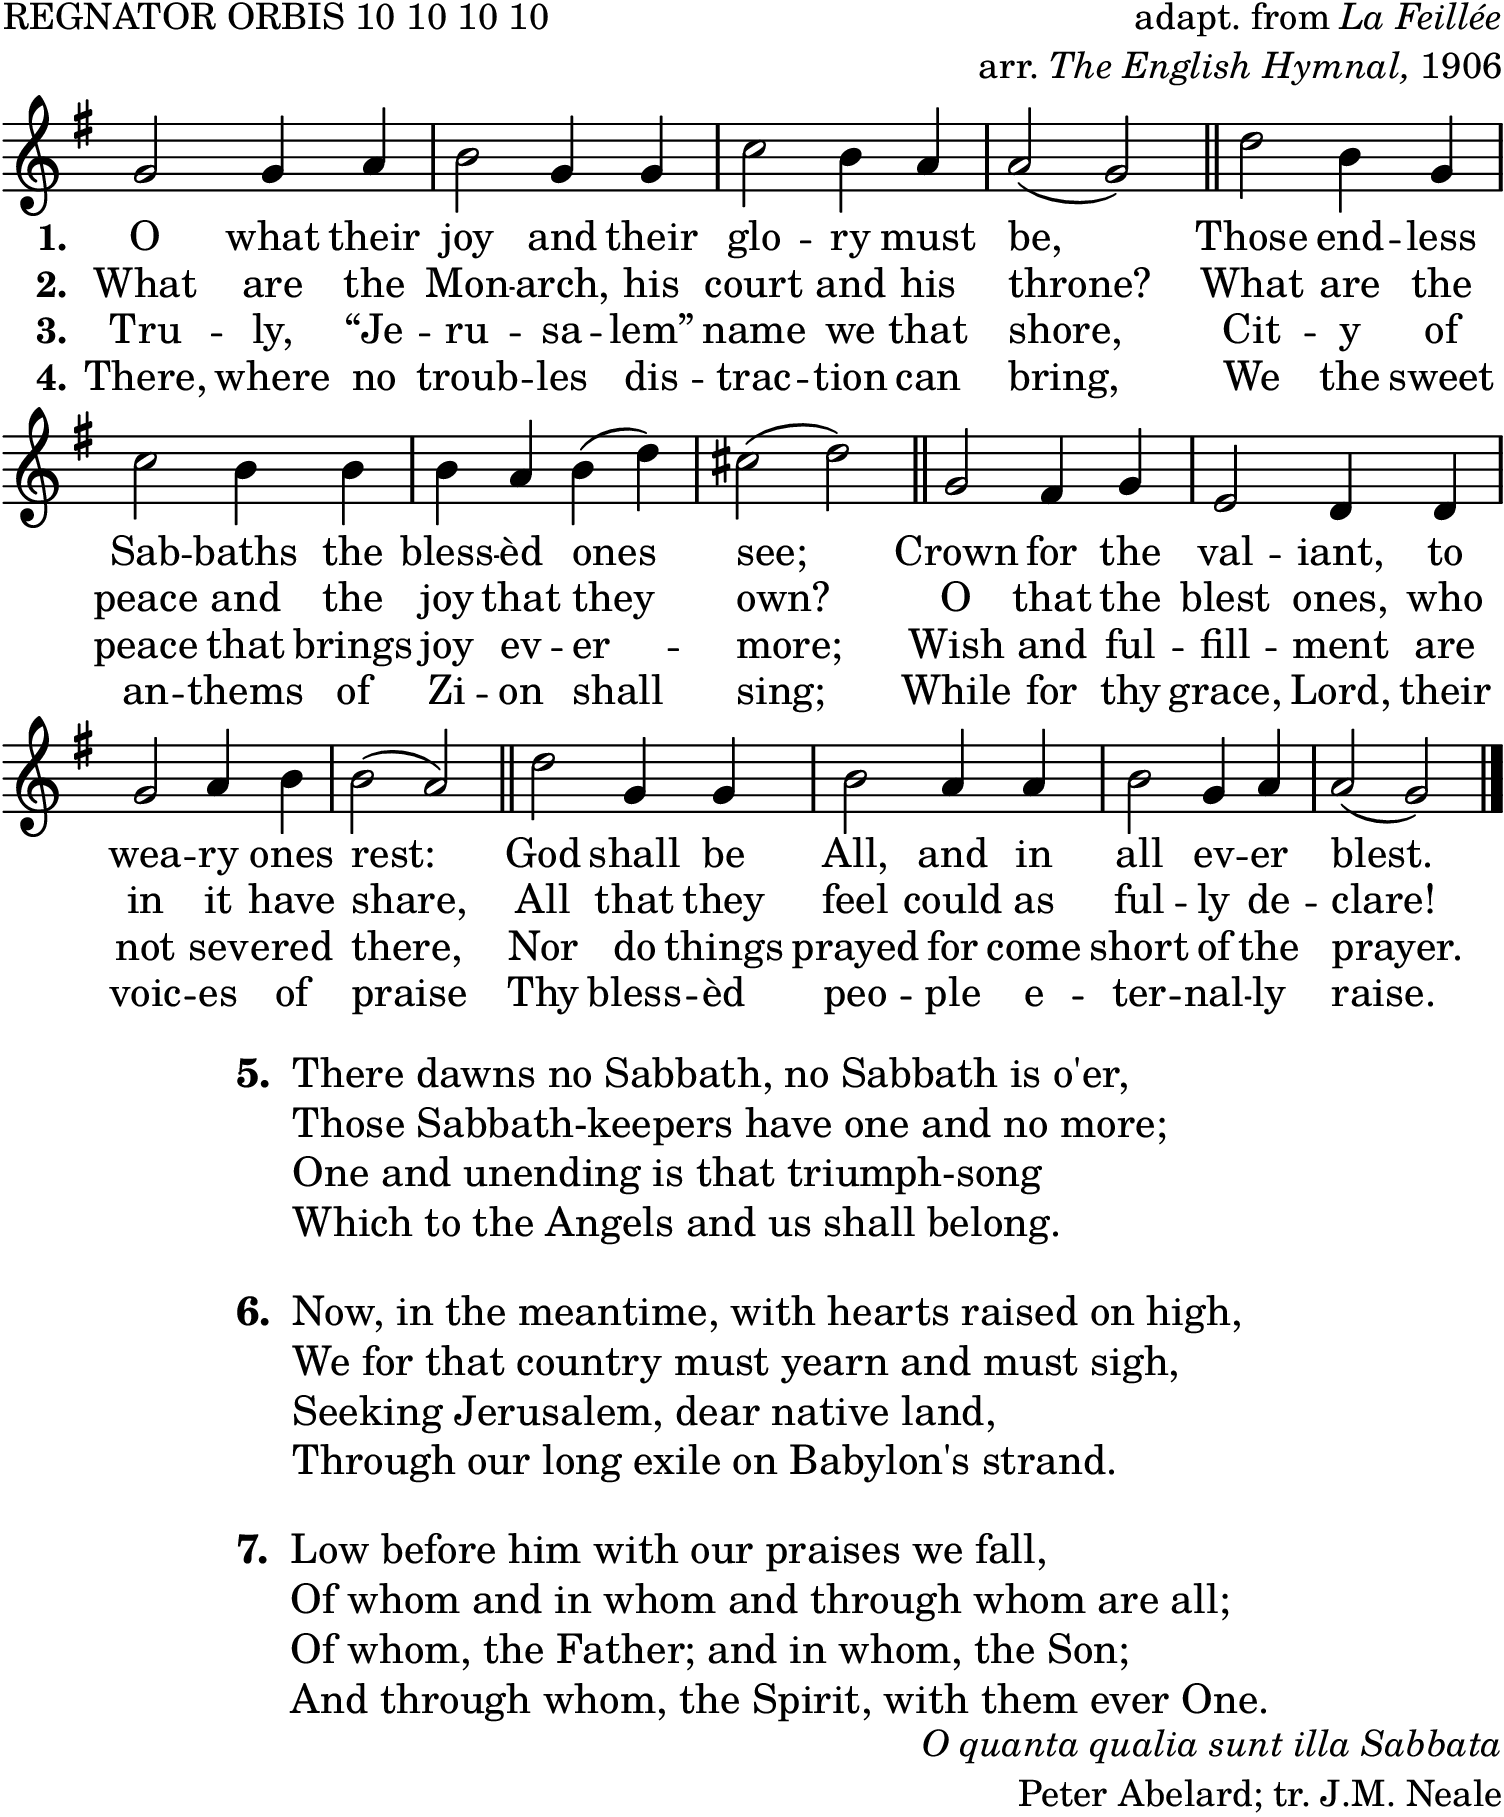 REGNATOR ORBIS 10 10 10 10
adapt. from La Feillée
arr. The English Hymnal, 1906
1. O what their joy and their glo -- ry must be, Those end -- less
2. What are the Mon -- arch, his court and his throne? What are the
3. Tru -- ly, “Je -- ru -- sa -- lem” name we that shore, Cit -- y of
4. There, where no troub -- les dis -- trac -- tion can bring, We the sweet
Sab -- baths the bless -- èd ones see; Crown for the val -- iant, to
peace and the joy that they own? O that the blest ones, who
peace that brings joy ev -- er -- more; Wish and ful -- fill -- ment are
an -- thems of Zi -- on shall sing; While for thy grace, Lord, their
wea -- ry ones rest: God shall be All, and in all ev -- er blest.
in it have share, All that they feel could as ful -- ly de -- clare!
not severed there, Nor do things prayed for come short of the prayer.
voic -- es of praise Thy bless -- èd peo -- ple e -- ter -- nal -- ly raise.
5. There dawns no Sabbath, no Sabbath is o'er,
Those Sabbath-keepers have one and no more;
One and unending is that triumph-song
Which to the Angels and us shall belong.
6. Now, in the meantime, with hearts raised on high,
We for that country must yearn and must sigh,
Seeking Jerusalem, dear native land,
Through our long exile on Babylon's strand.
7. Low before him with our praises we fall,
Of whom and in whom and through whom are all;
Of whom, the Father; and in whom, the Son;
And through whom, the Spirit, with them ever One.
O quanta qualia sunt illa Sabbata
Peter Abelard; tr. J.M. Neale